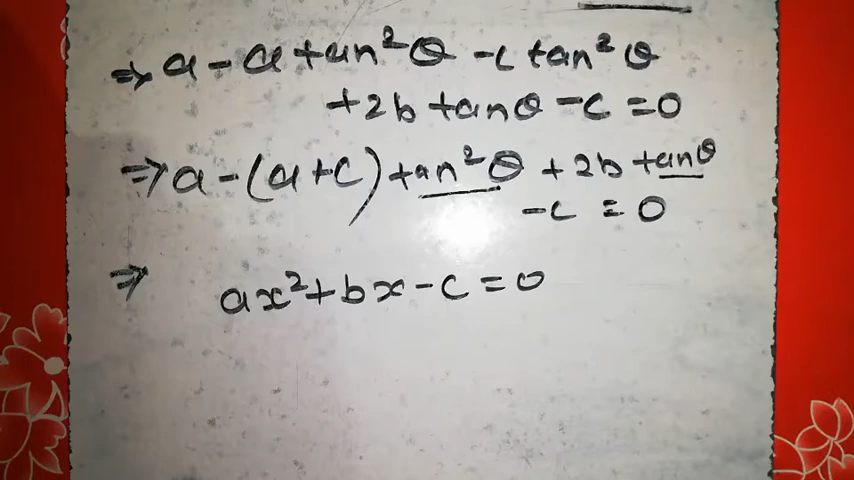 ⇒ a - a tan²θ - c tan²θ
+2b tanθ - c = 0
⇒ a - (a+c) tan²θ + 2b tanθ
-c = 0
⇒ ax² + bx - c = 0